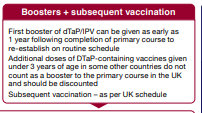 Boosters + subsequent vaccination
First booster of dTaP/IPV can be given as early as
1 year following completion of primary course to
re-establish on routine schedule
Additional doses of DTaP-containing vaccines given
under 3 years of age in some other countries do not
count as a booster to the primary course in the UK
and should be discounted
Subsequent vaccination – as per UK schedule